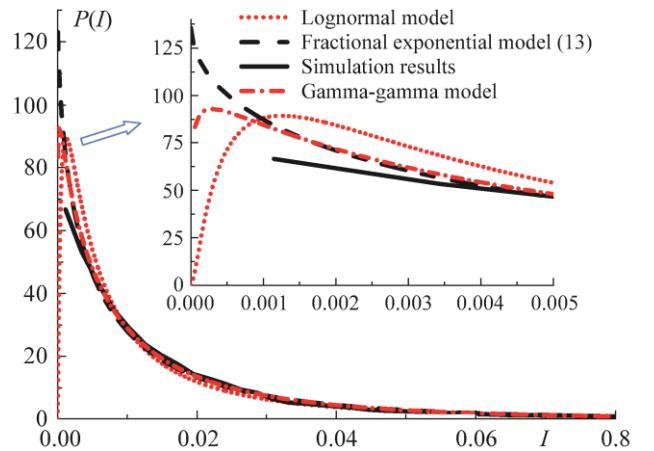 P(I)
Lognormal model
Fractional exponential model (13)
Simulation results
Gamma-gamma model
120
100
80
60
40
20
0
125
100
75
50
25
0
0.000 0.001 0.002 0.003 0.004 0.005
0.00 0.02 0.04 0.06 I 0.8